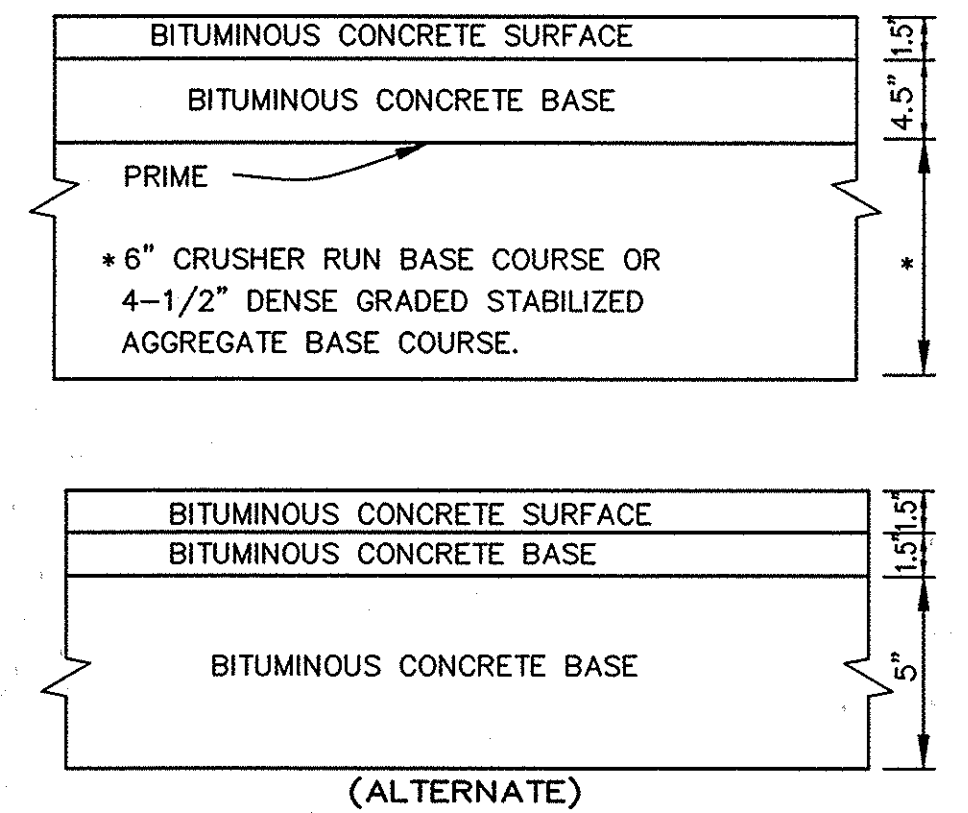 BITUMINOUS CONCRETE SURFACE
1.5"
BITUMINOUS CONCRETE BASE
4.5"
PRIME
* 6" CRUSHER RUN BASE COURSE OR
4-1/2" DENSE GRADED STABILIZED
AGGREGATE BASE COURSE.
*
BITUMINOUS CONCRETE SURFACE
1.5"
BITUMINOUS CONCRETE BASE
1.5"
BITUMINOUS CONCRETE BASE
5"
(ALTERNATE)